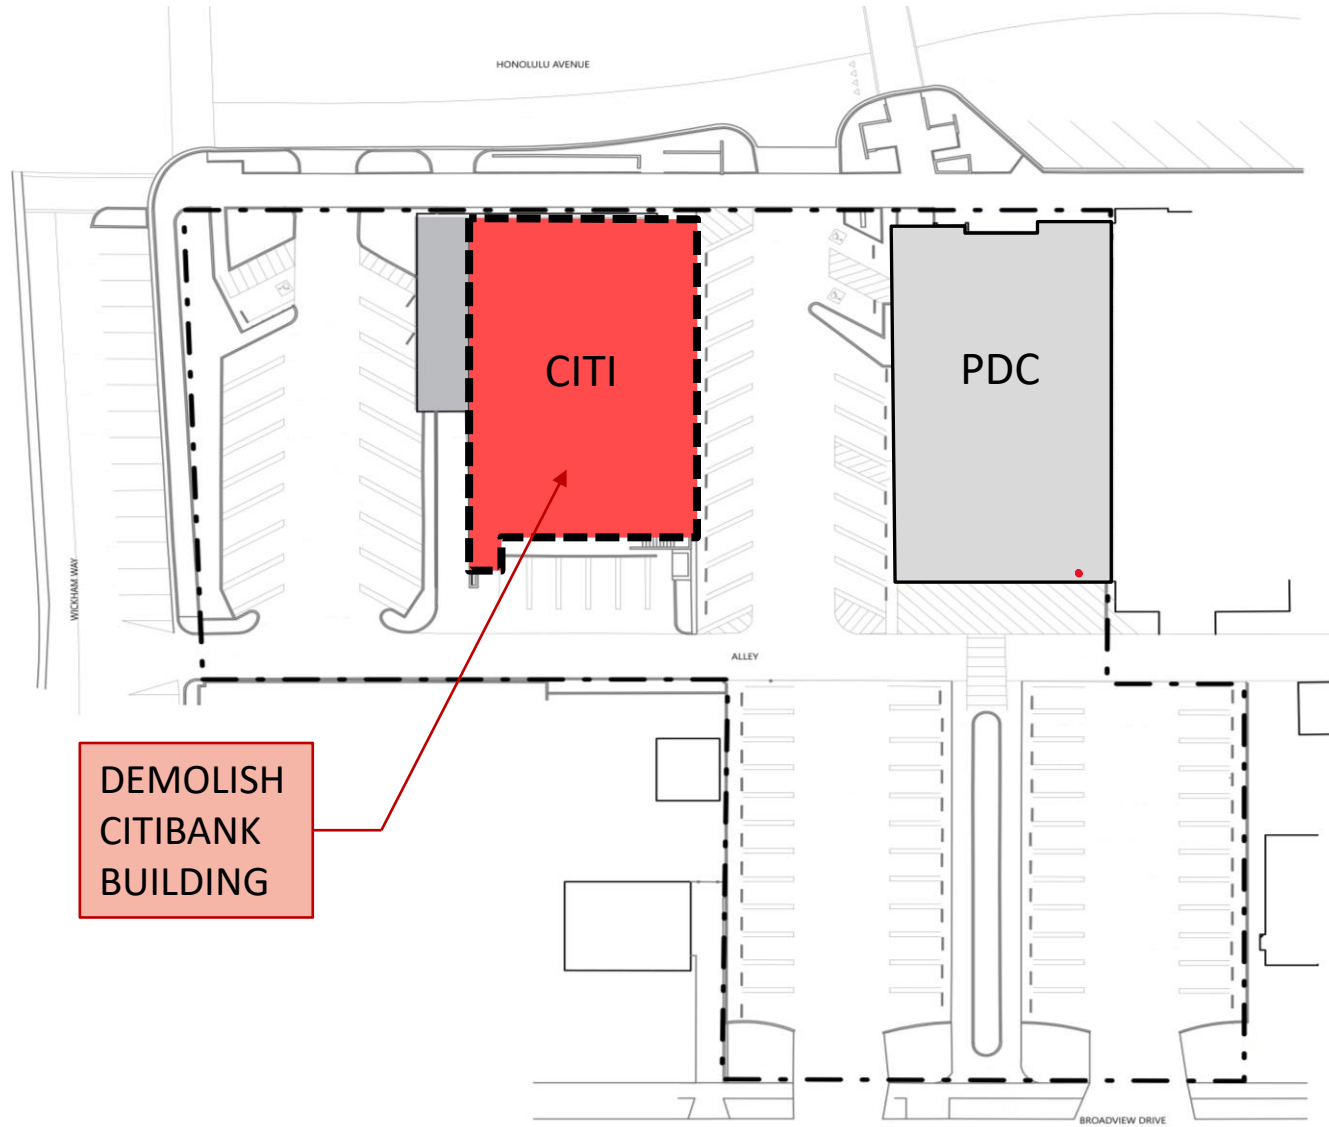 HONOLULU AVENUE
CITI
PDC
WICKHAM WAY
ALLEY
DEMOLISH
CITIBANK
BUILDING
BROADVIEW DRIVE